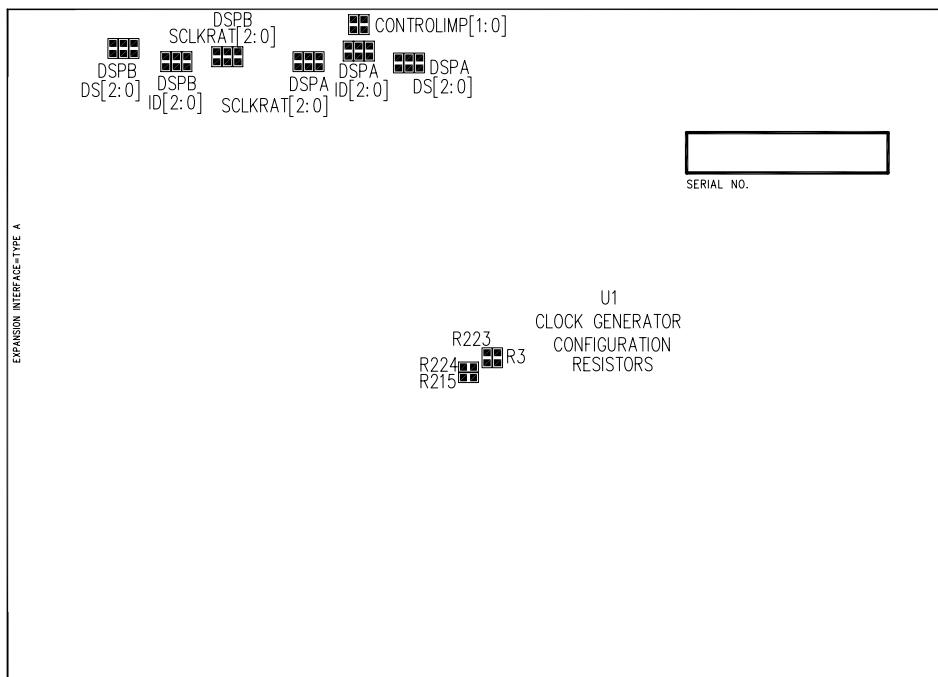 DSPB
SCLKRAT[2:0]
CONTROLIMP[1:0]
DSPB
DS[2:0]
DSPB
ID[2:0]
DSPA
SCLKRAT[2:0]
DSPA
ID[2:0]
DSPA
DS[2:0]
SERIAL NO.
EXPANSION INTERFACE=TYPE A
U1
CLOCK GENERATOR
CONFIGURATION
RESISTORS
R223
R3
R224
R215